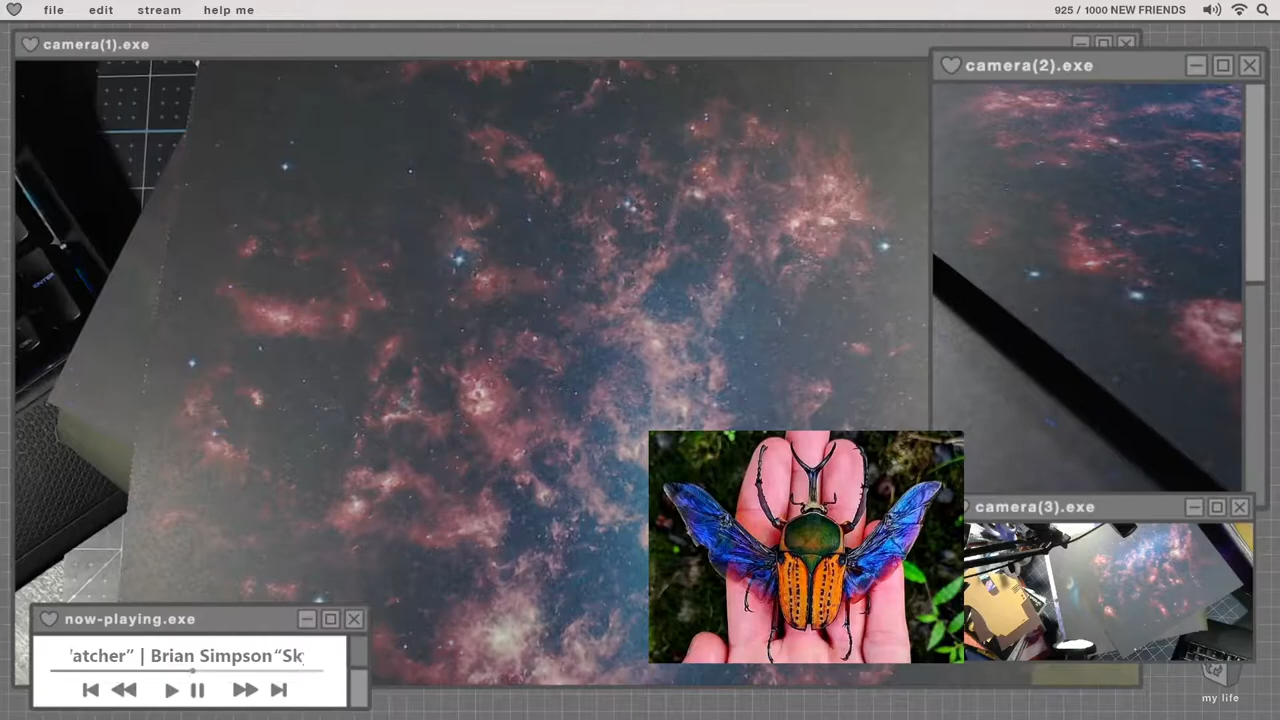 file edit stream help me 925 / 1000 NEW FRIENDS
camera(1).exe
camera(2).exe
ENTER
camera(3).exe
now-playing.exe
'atcher” | Brian Simpson “Sk
my life